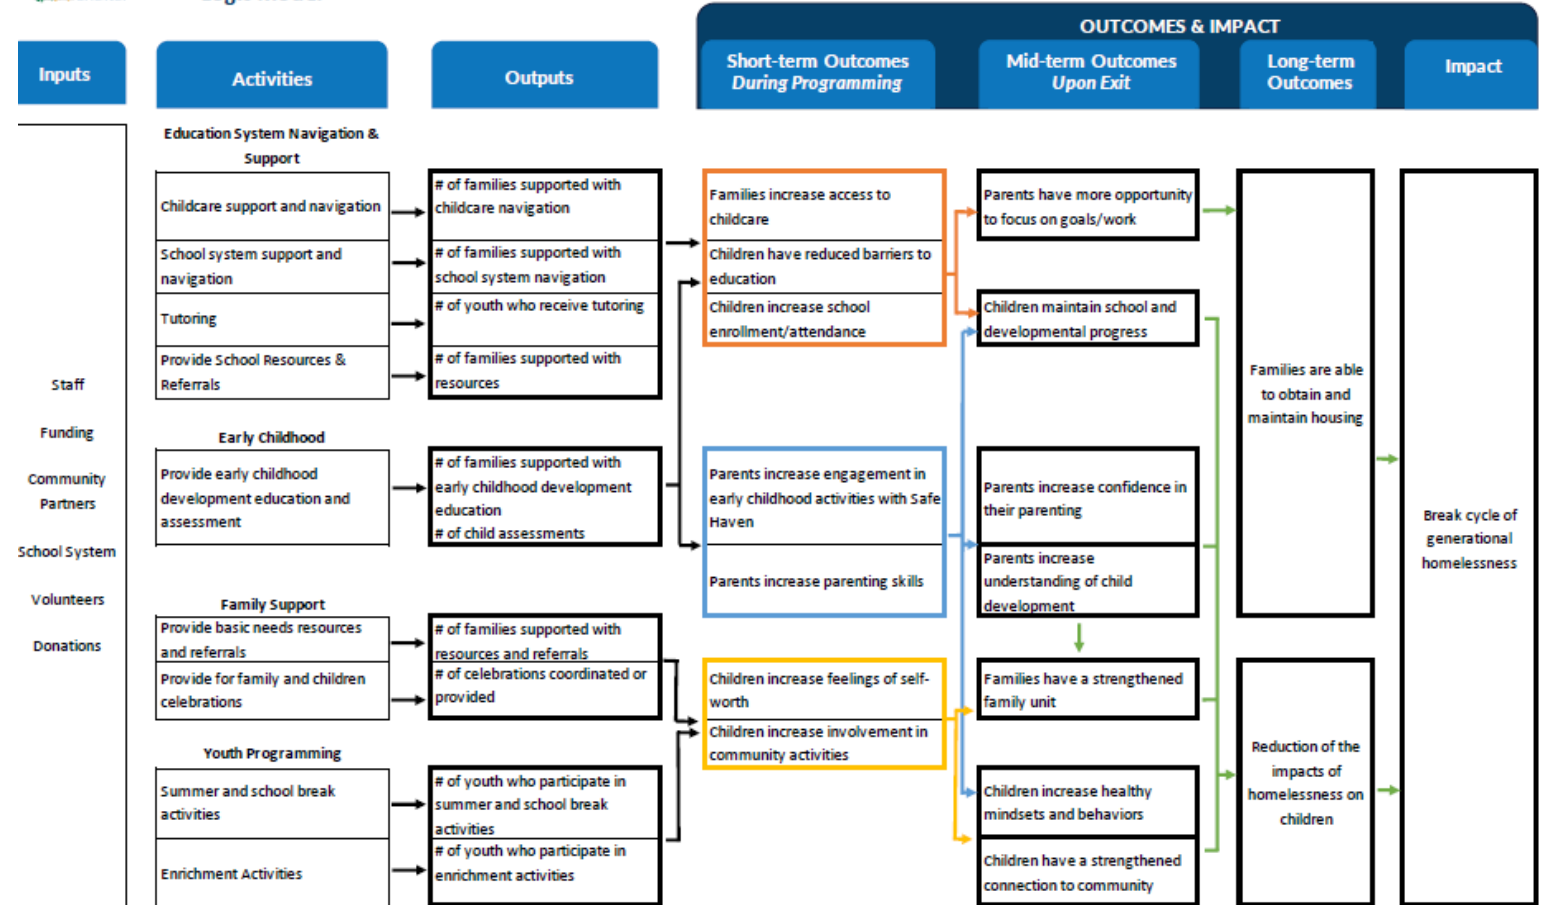 OUTCOMES & IMPACT
Inputs
Activities
Outputs
Short-term Outcomes
During Programming
Mid-term Outcomes
Upon Exit
Long-term
Outcomes
Impact
Staff
Funding
Community
Partners
School System
Volunteers
Donations
Education System Navigation &
Support
Childcare support and navigation
School system support and
navigation
Tutoring
Provide School Resources &
Referrals
Early Childhood
Provide early childhood
development education and
assessment
Family Support
Provide basic needs resources
and referrals
Provide for family and children
celebrations
Youth Programming
Summer and school break
activities
Enrichment Activities
# of families supported with
childcare navigation
# of families supported with
school system navigation
# of youth who receive tutoring
# of families supported with
resources
# of families supported with
early childhood development
education
# of child assessments
# of families supported with
resources and referrals
# of celebrations coordinated or
provided
# of youth who participate in
summer and school break
activities
# of youth who participate in
enrichment activities
Families increase access to
childcare
Children have reduced barriers to
education
Children increase school
enrollment/attendance
Parents increase engagement in
early childhood activities with Safe
Haven
Parents increase parenting skills
Children increase feelings of self-
worth
Children increase involvement in
community activities
Parents have more opportunity
to focus on goals/work
Children maintain school and
developmental progress
Parents increase confidence in
their parenting
Parents increase
understanding of child
development
Families have a strengthened
family unit
Children increase healthy
mindsets and behaviors
Children have a strengthened
connection to community
Families are able
to obtain and
maintain housing
Reduction of the
impacts of
homelessness on
children
Break cycle of
generational
homelessness